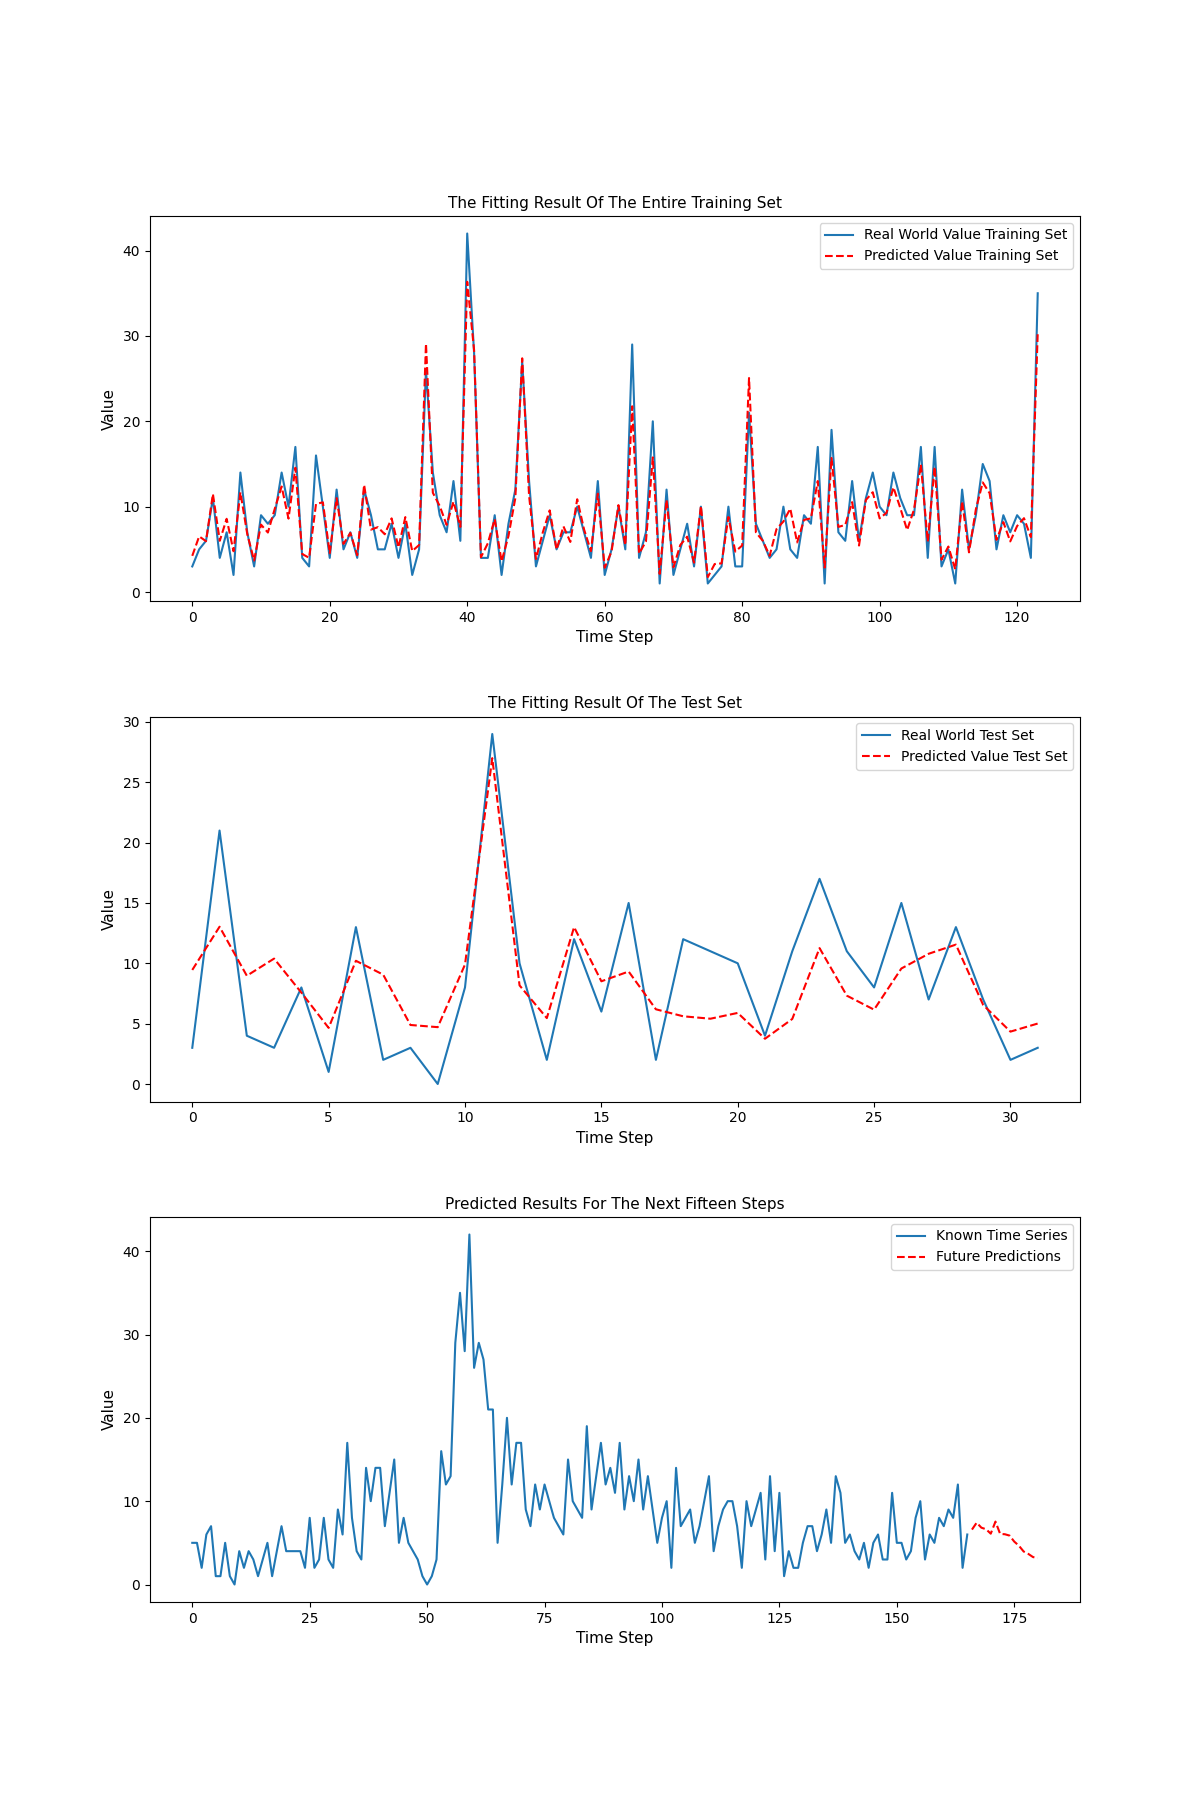 The Fitting Result Of The Entire Training Set
Real World Value Training Set
Predicted Value Training Set
40
30
20
10
0
Value
0 20 40 60 80 100 120
Time Step
The Fitting Result Of The Test Set
Real World Test Set
Predicted Value Test Set
30
25
20
15
10
5
0
Value
0 5 10 15 20 25 30
Time Step
Predicted Results For The Next Fifteen Steps
Known Time Series
Future Predictions
40
30
20
10
0
Value
0 25 50 75 100 125 150 175
Time Step